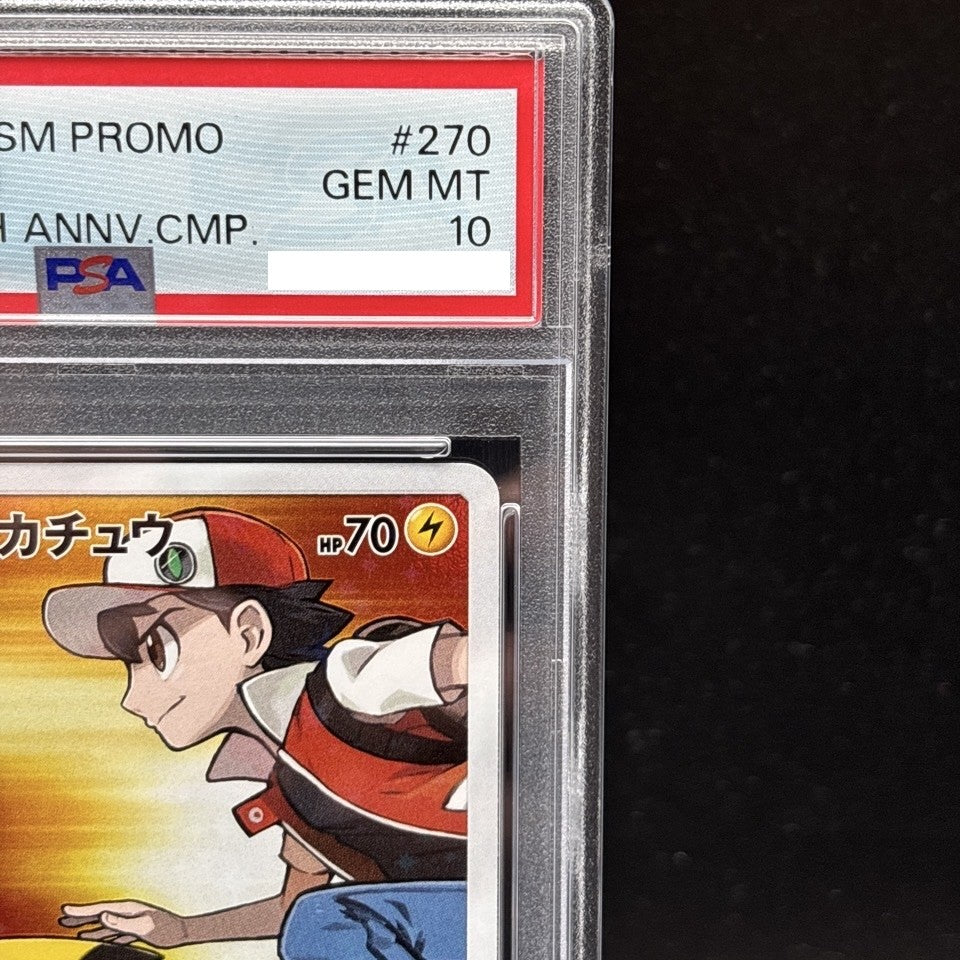 SM PROMO #270
GEM MT
H ANNV.CMP. 10
PSA
カチュウ HP70